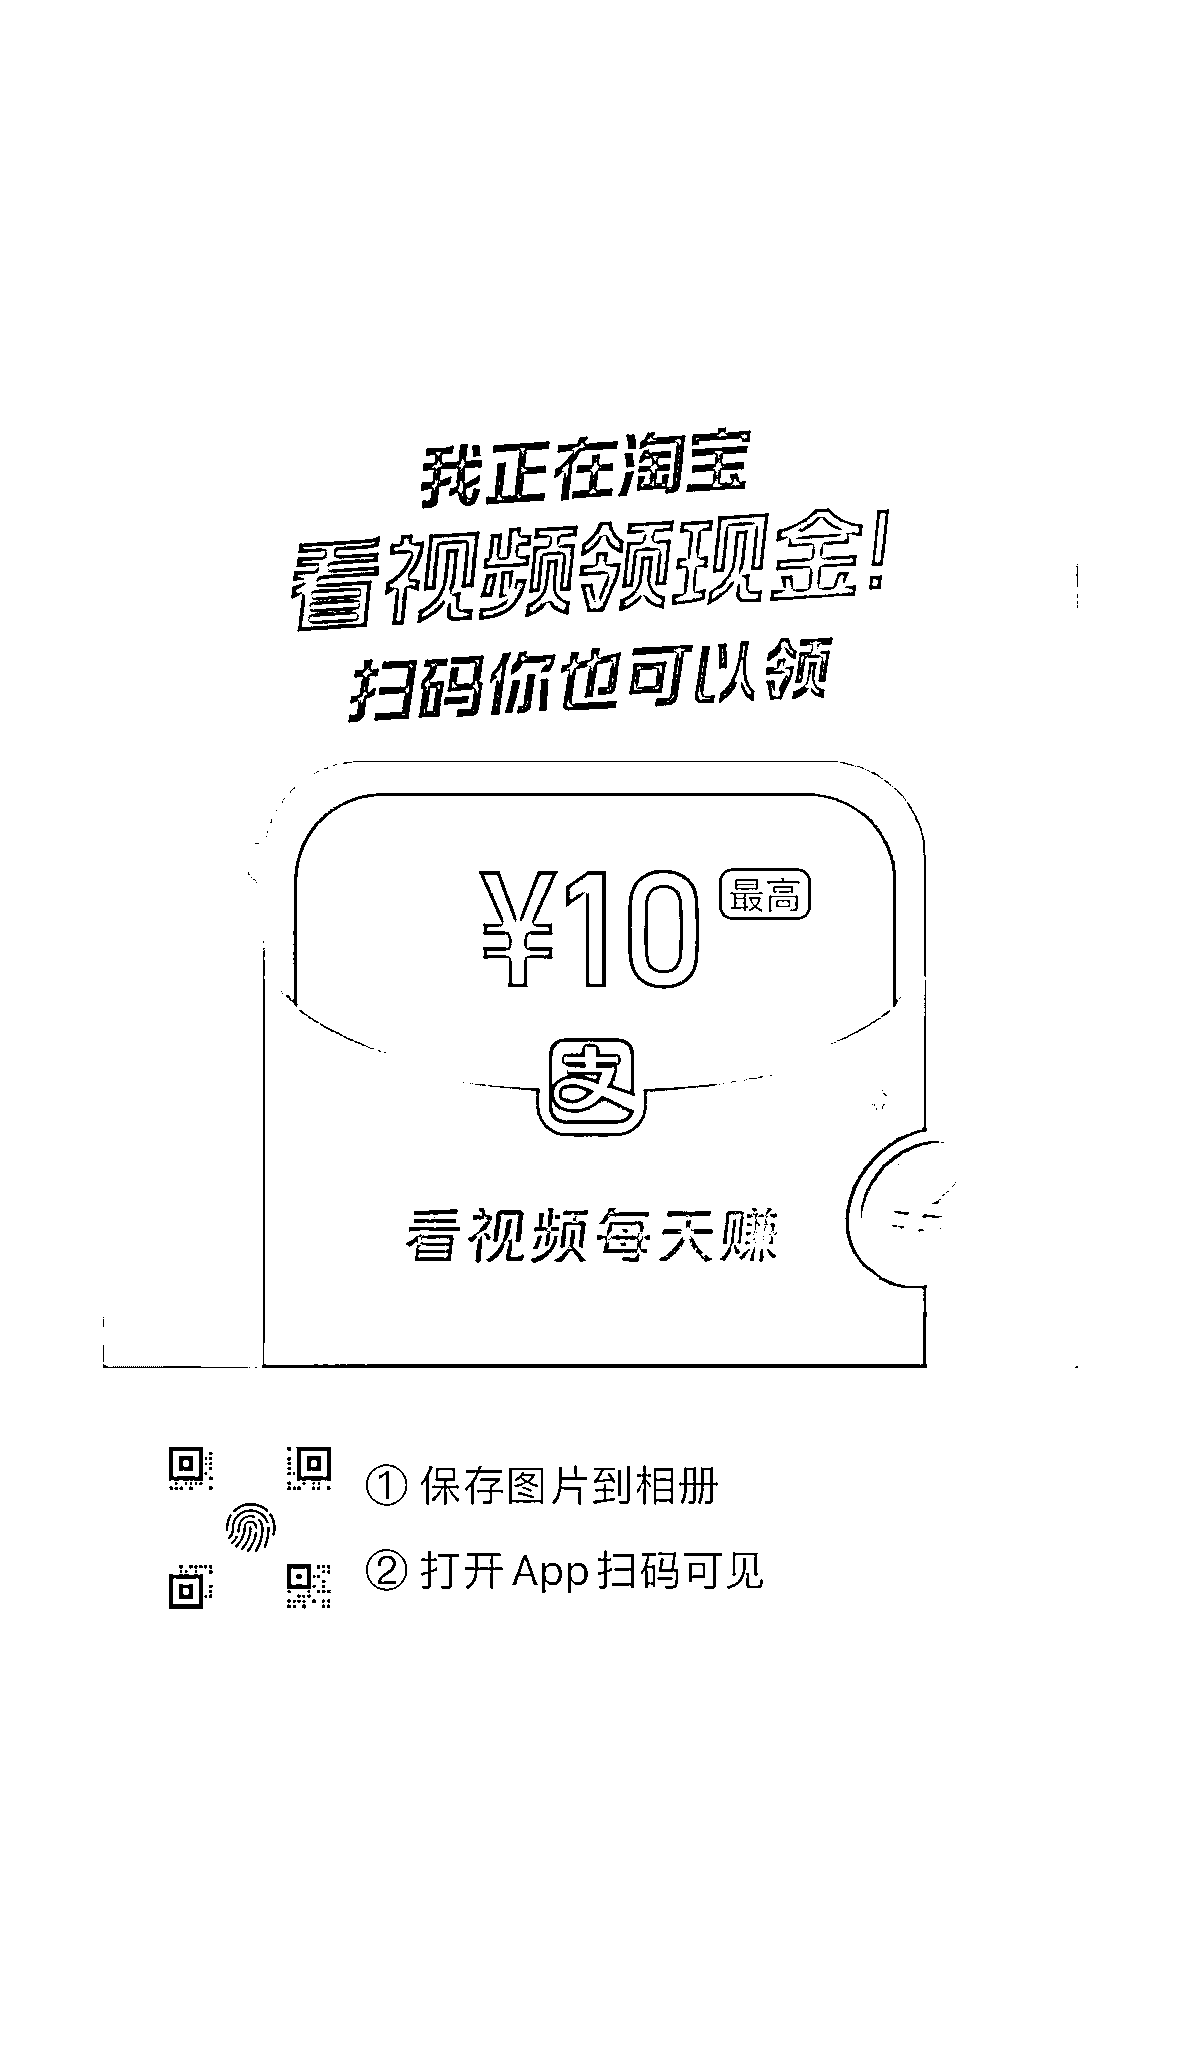 我正在淘宝
看视频领现金!
扫码你也可以领
¥10 最高
支
看视频每天赚
① 保存图片到相册
② 打开App扫码可见